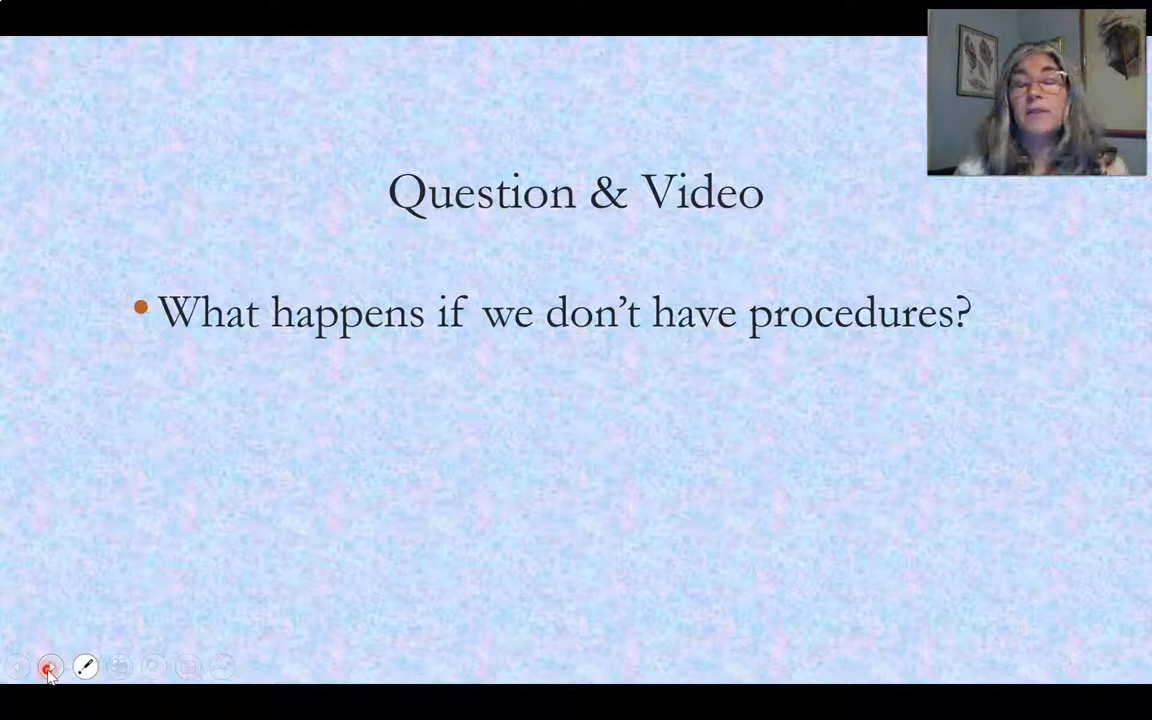 Question & Video
• What happens if we don't have procedures?